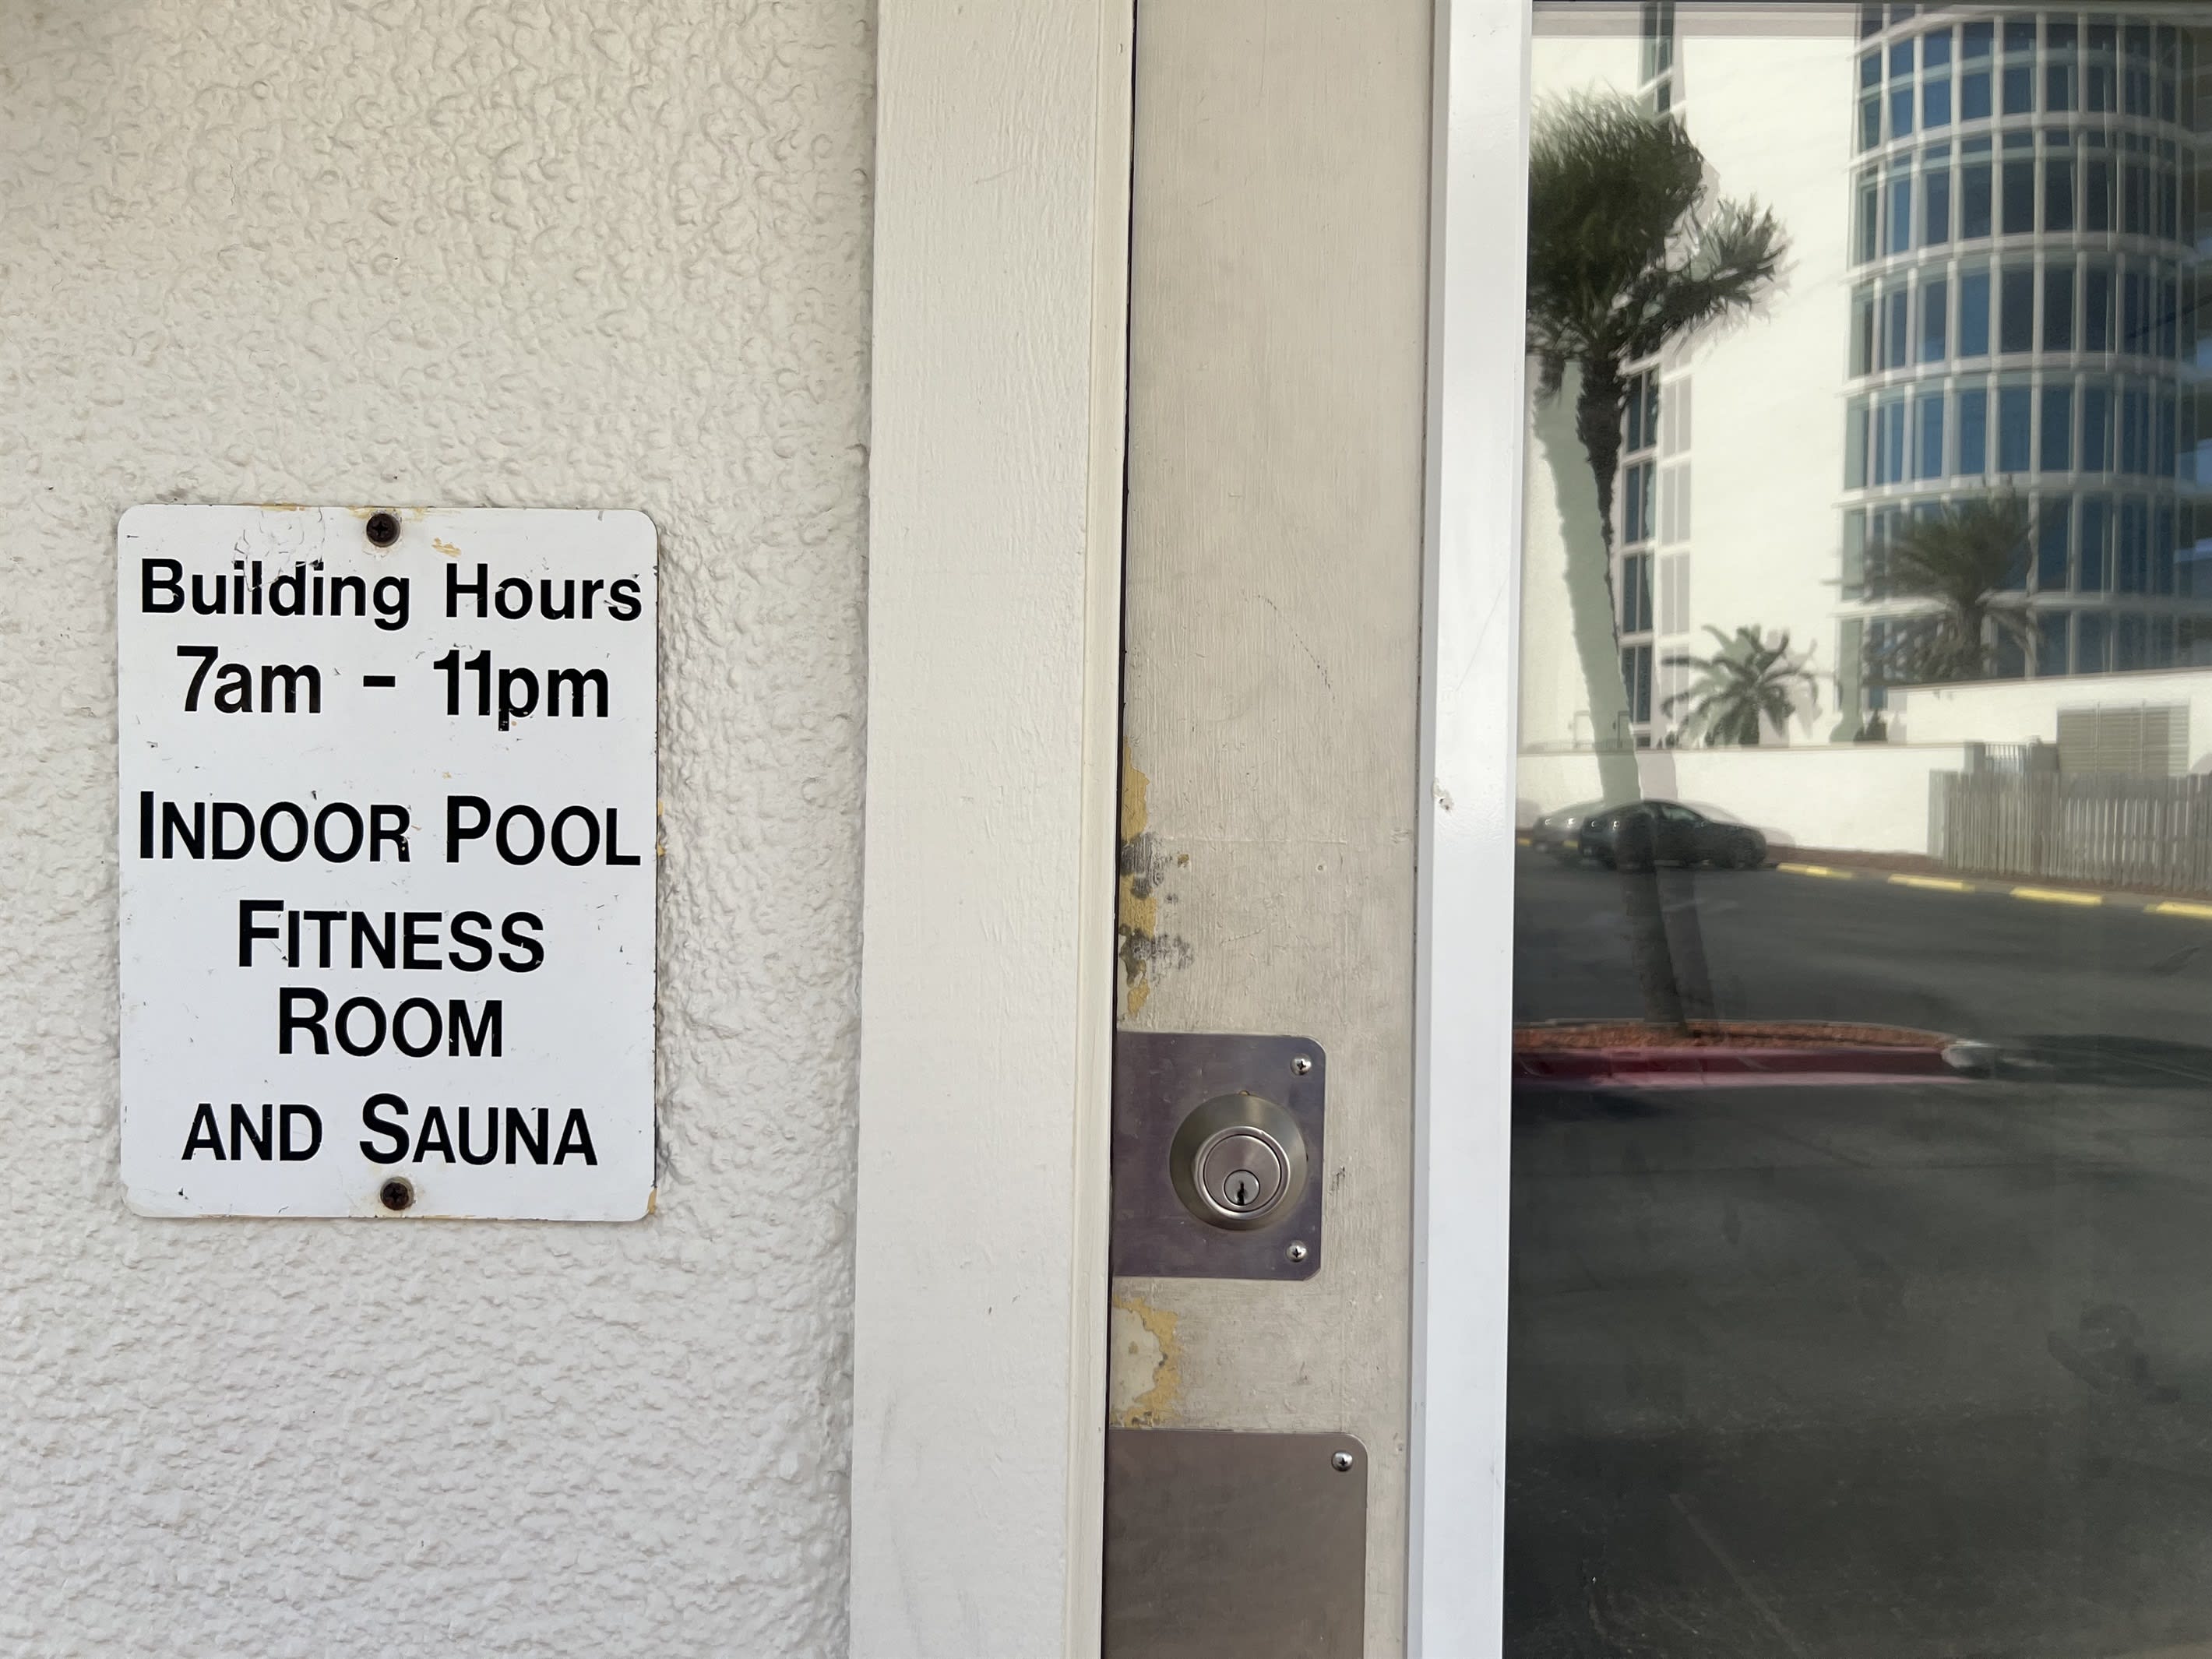 Building Hours
7am - 11pm
INDOOR POOL
FITNESS
ROOM
AND SAUNA